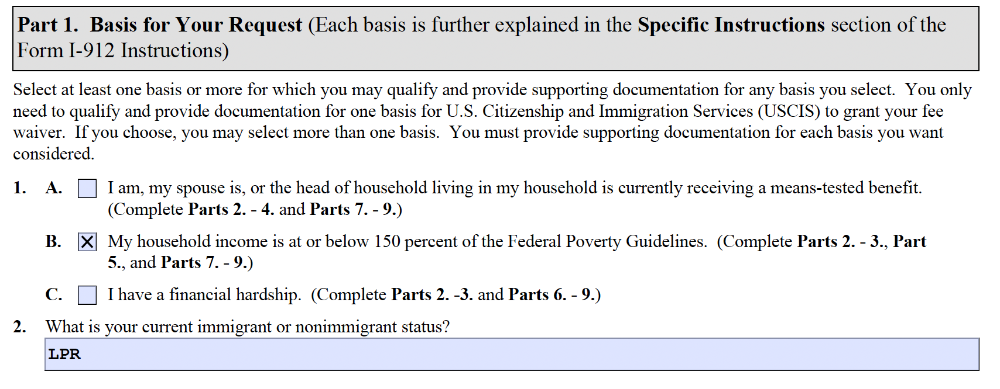 Part 1.  Basis for Your Request (Each basis is further explained in the Specific Instructions section of the
Form I-912 Instructions)
Select at least one basis or more for which you may qualify and provide supporting documentation for any basis you select.  You only
need to qualify and provide documentation for one basis for U.S. Citizenship and Immigration Services (USCIS) to grant your fee
waiver.  If you choose, you may select more than one basis.  You must provide supporting documentation for each basis you want
considered.
1. A. I am, my spouse is, or the head of household living in my household is currently receiving a means-tested benefit.
(Complete Parts 2. - 4. and Parts 7. - 9.)
B. X My household income is at or below 150 percent of the Federal Poverty Guidelines.  (Complete Parts 2. - 3., Part
5., and Parts 7. - 9.)
C. I have a financial hardship.  (Complete Parts 2. -3. and Parts 6. - 9.)
2. What is your current immigrant or nonimmigrant status?
LPR